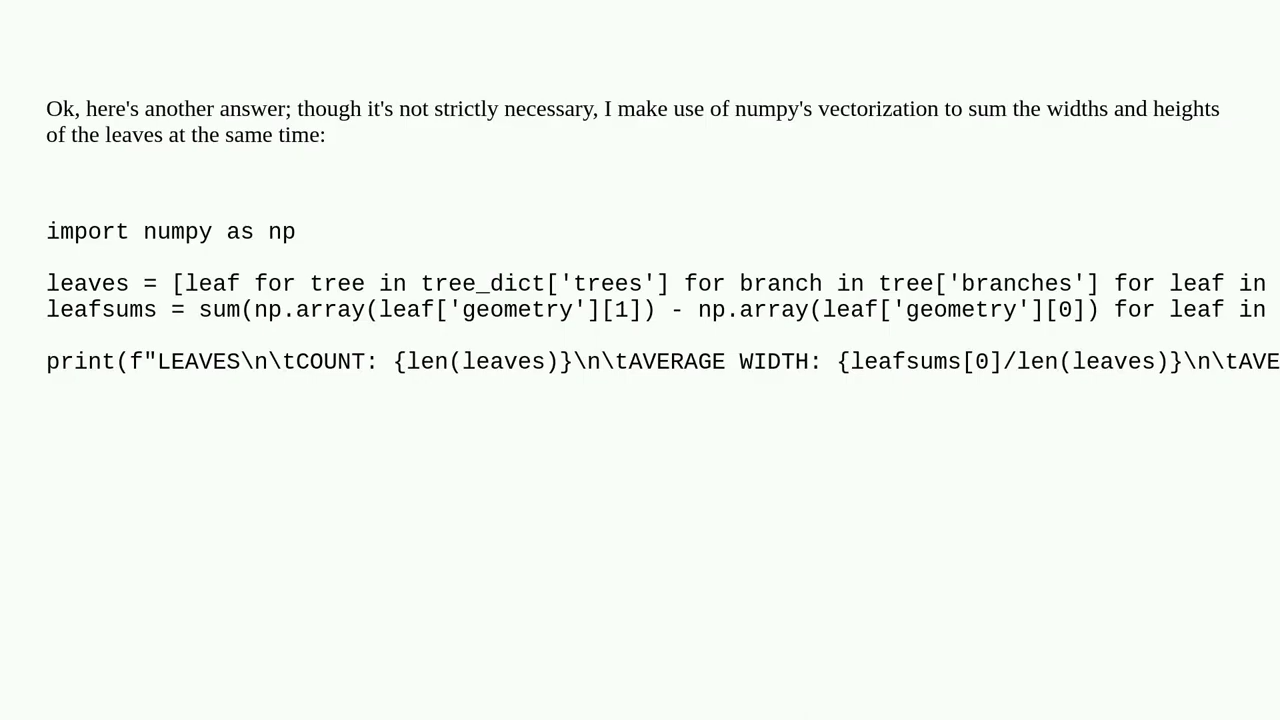 Ok, here's another answer; though it's not strictly necessary, I make use of numpy's vectorization to sum the widths and heights
of the leaves at the same time:
import numpy as np
leaves = [leaf for tree in tree_dict['trees'] for branch in tree['branches'] for leaf in
leafsums = sum(np.array(leaf['geometry'][1]) - np.array(leaf['geometry'][0]) for leaf in
print(f"LEAVES\n\tCOUNT: {len(leaves)}\n\tAVERAGE WIDTH: {leafsums[0]/len(leaves)}\n\tAVE